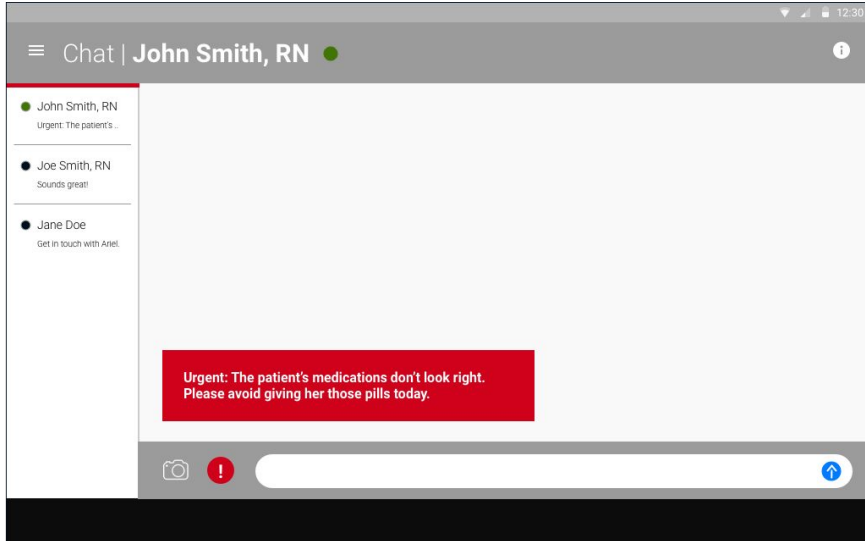 12:30
Chat | John Smith, RN
i
John Smith, RN
Urgent: The patient's ..
Joe Smith, RN
Sounds great!
Jane Doe
Get in touch with Ariel.
Urgent: The patient's medications don't look right.
Please avoid giving her those pills today.
!